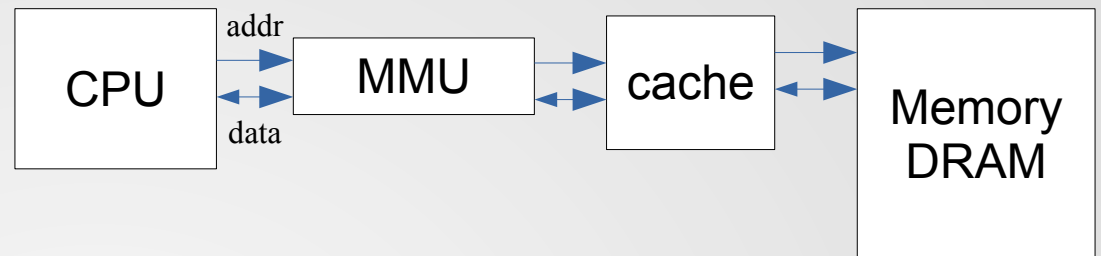 addr
CPU
MMU
cache
Memory
DRAM
data